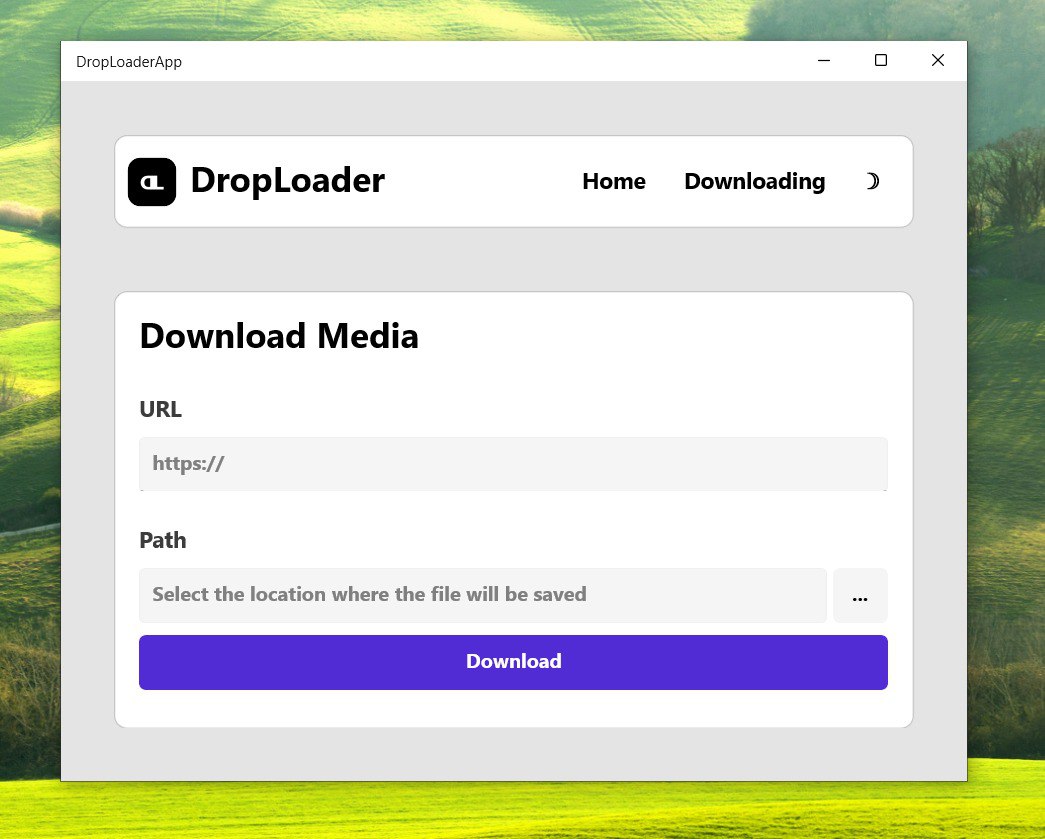 DropLoaderApp
DL DropLoader Home Downloading
Download Media
URL
https://
Path
Select the location where the file will be saved ...
Download